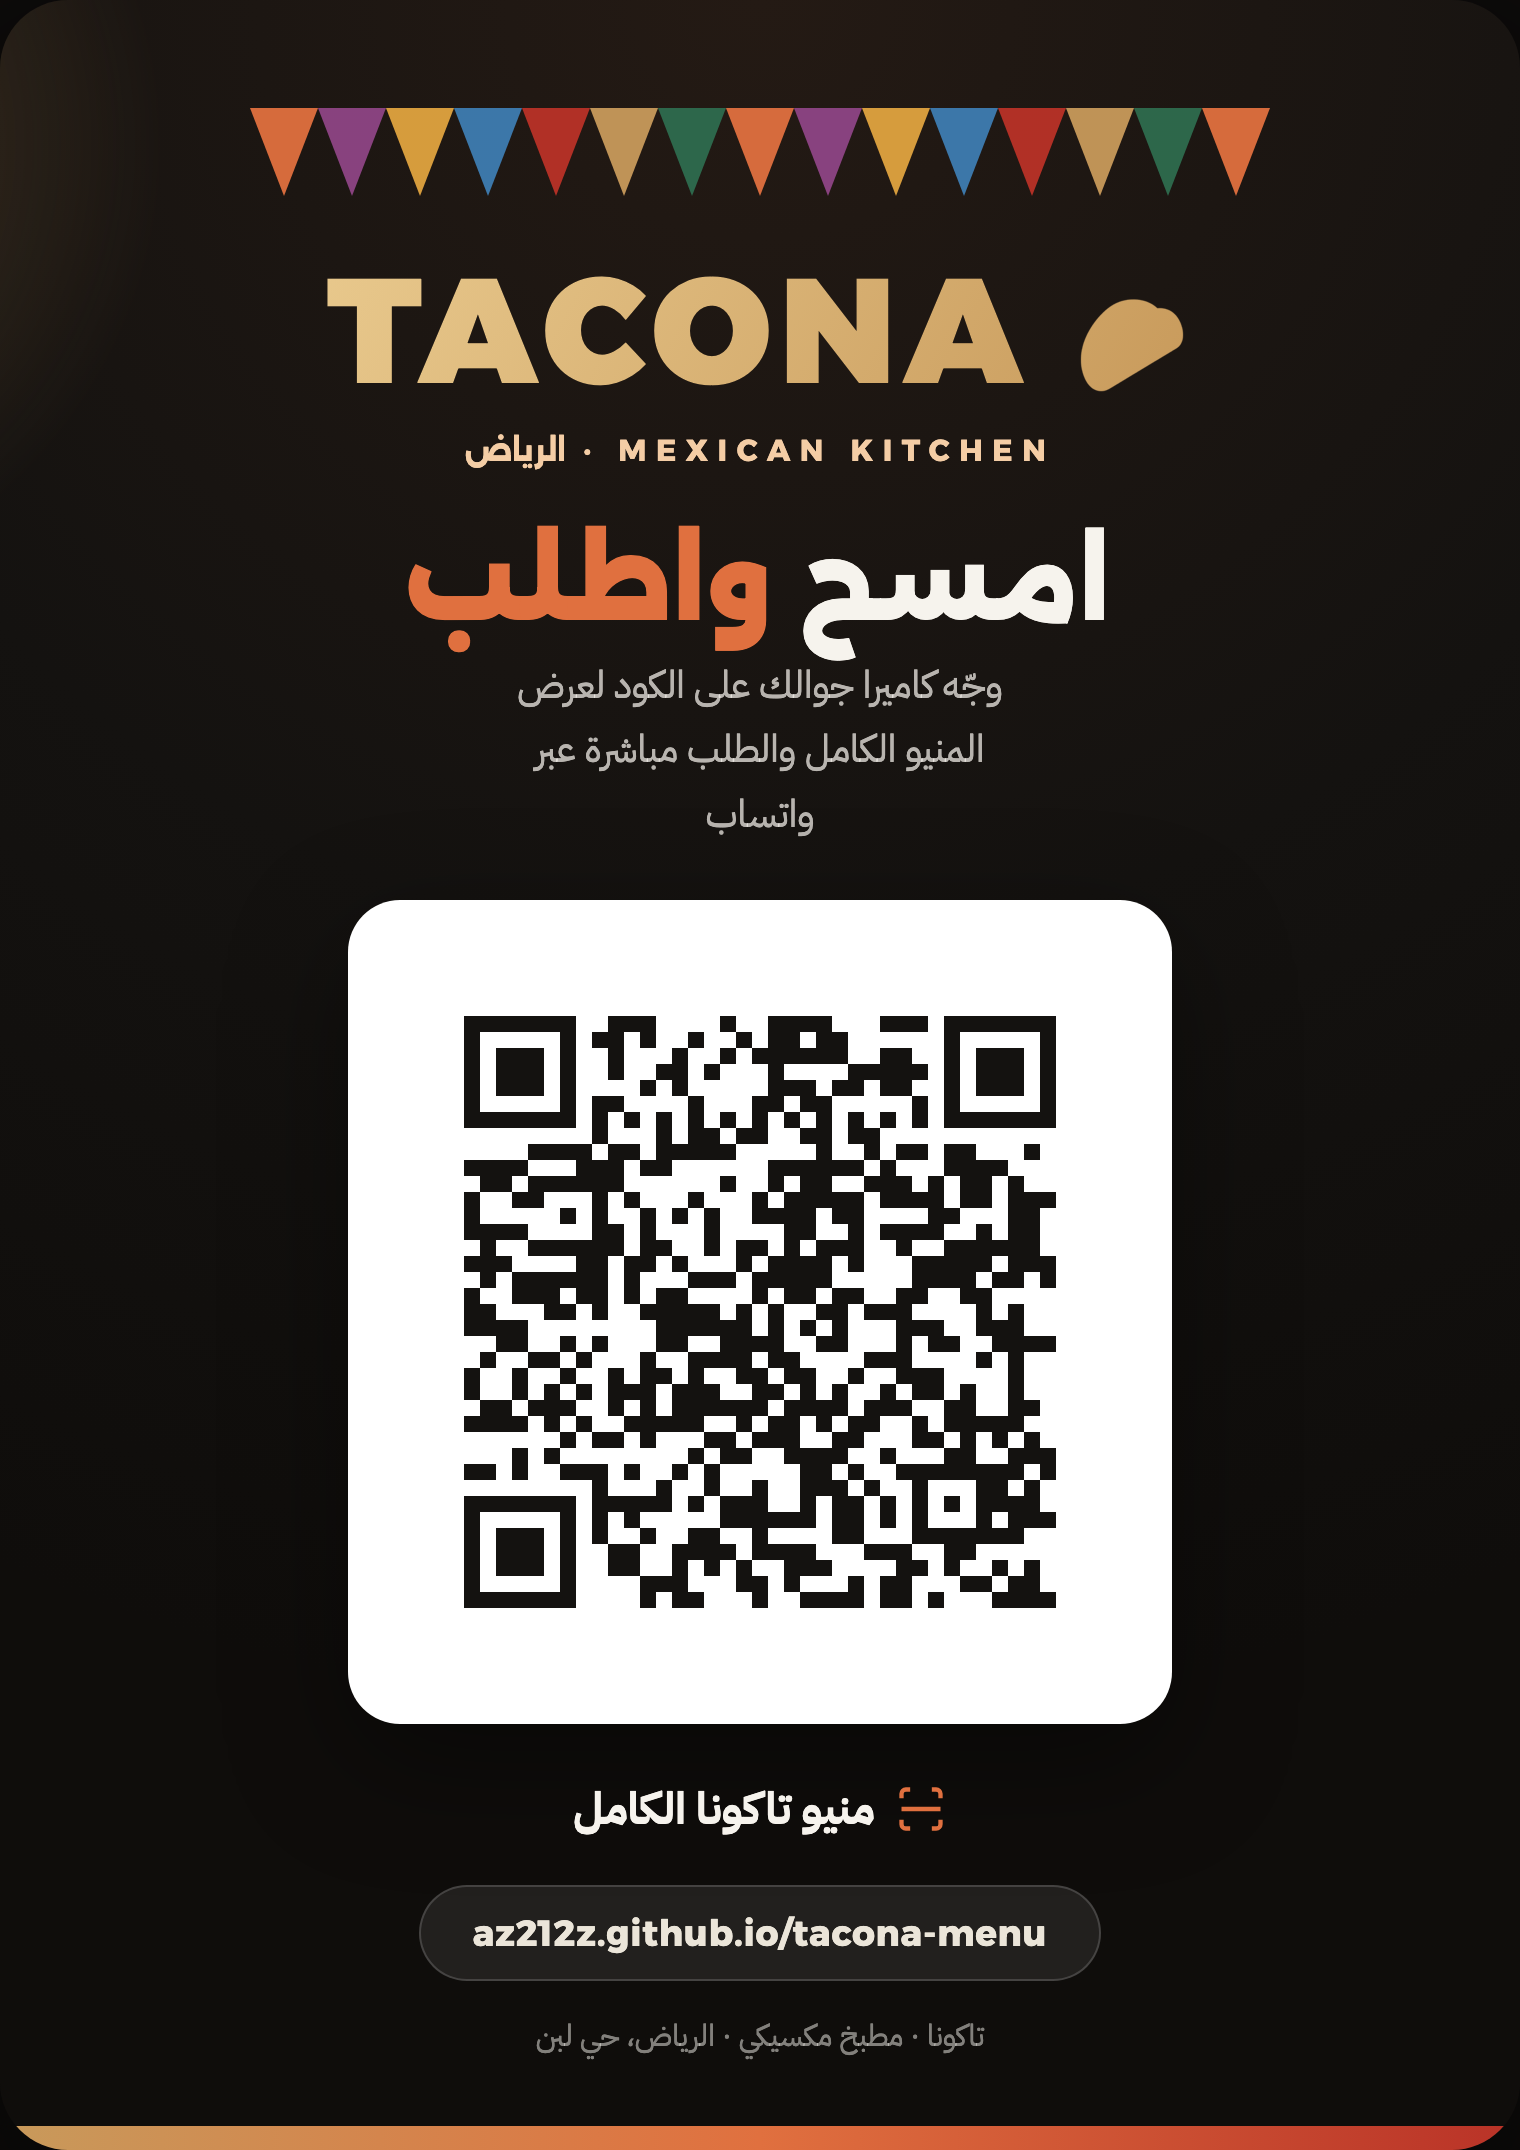 TACONA
MEXICAN KITCHEN · الرياض
امسح واطلب
وجّه كاميرا جوالك على الكود لعرض
المنيو الكامل والطلب مباشرة عبر
واتساب
منيو تاكونا الكامل
az212z.github.io/tacona-menu
تاكونا · مطبخ مكسيكي · الرياض، حي لبن